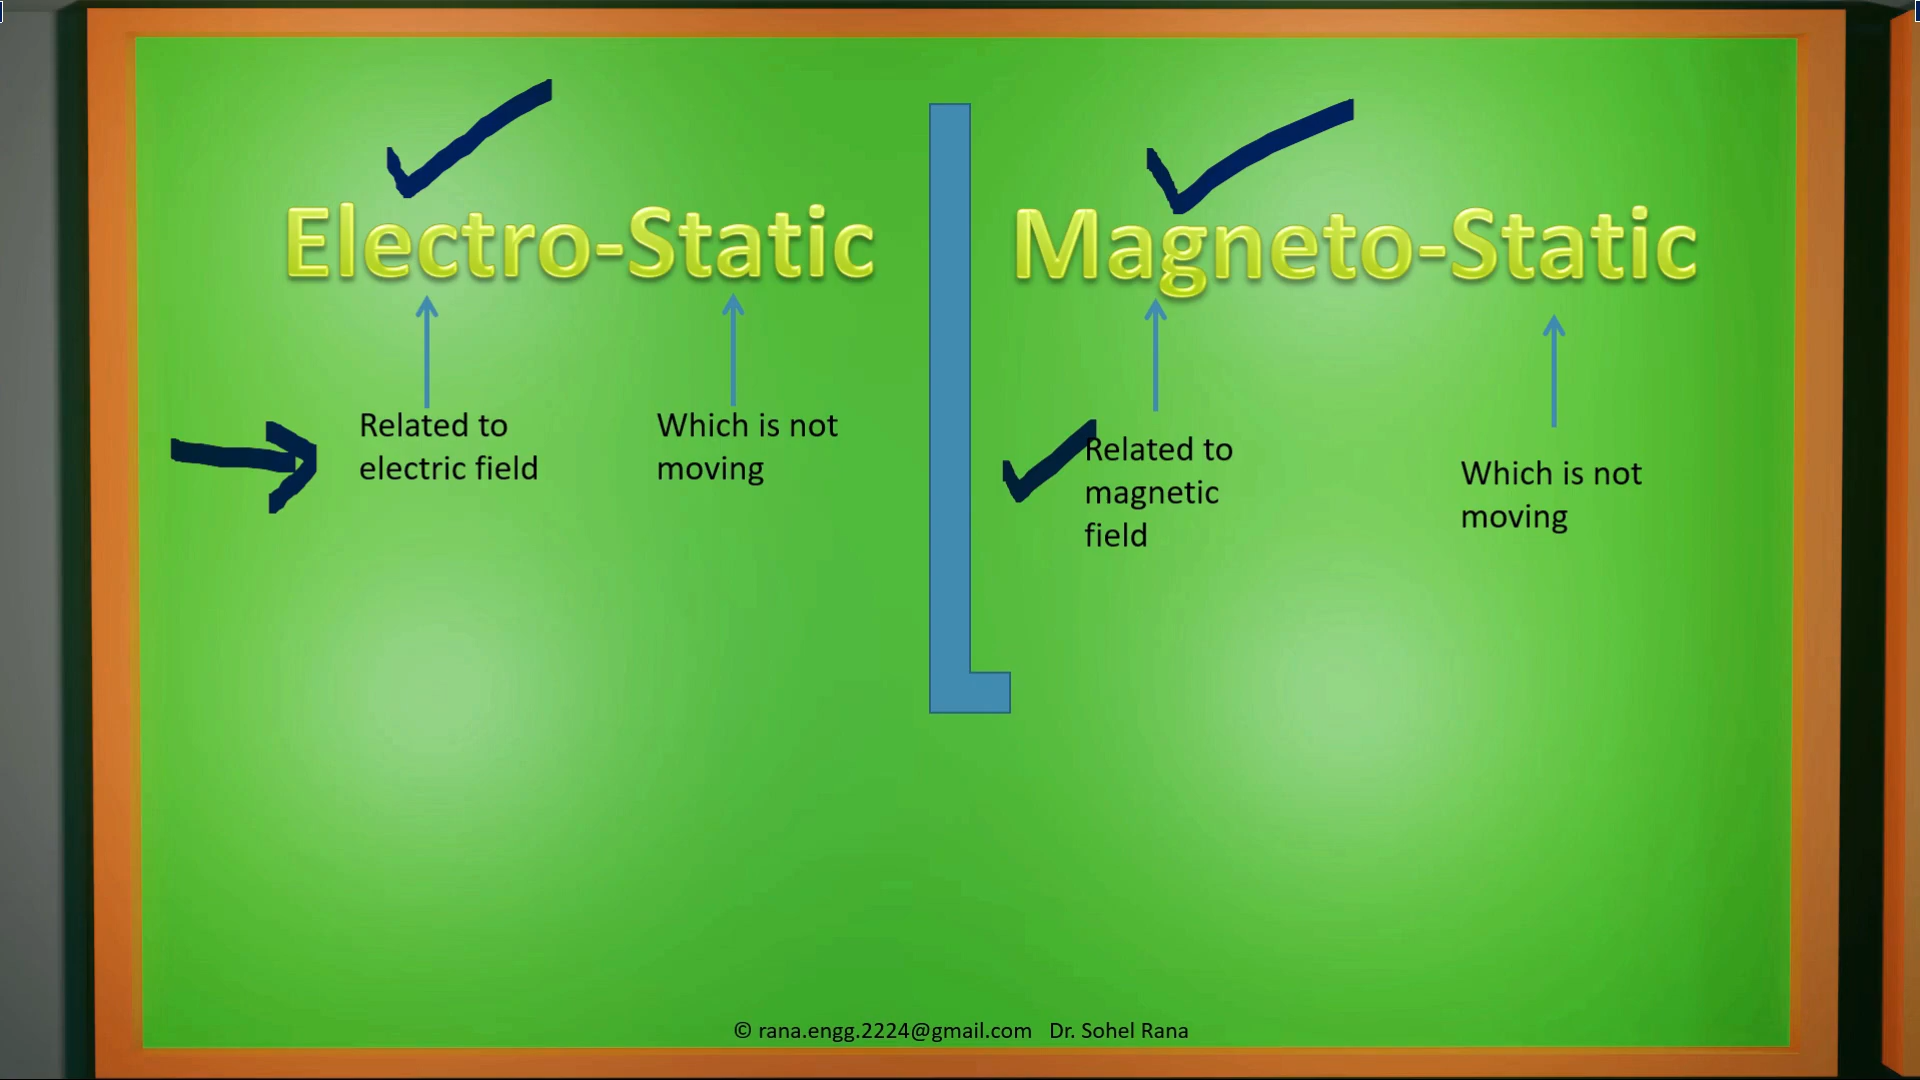 Electro-Static
Related to
electric field
Which is not
moving
Magneto-Static
Related to
magnetic
field
Which is not
moving
© rana.engg.2224@gmail.com Dr. Sohel Rana